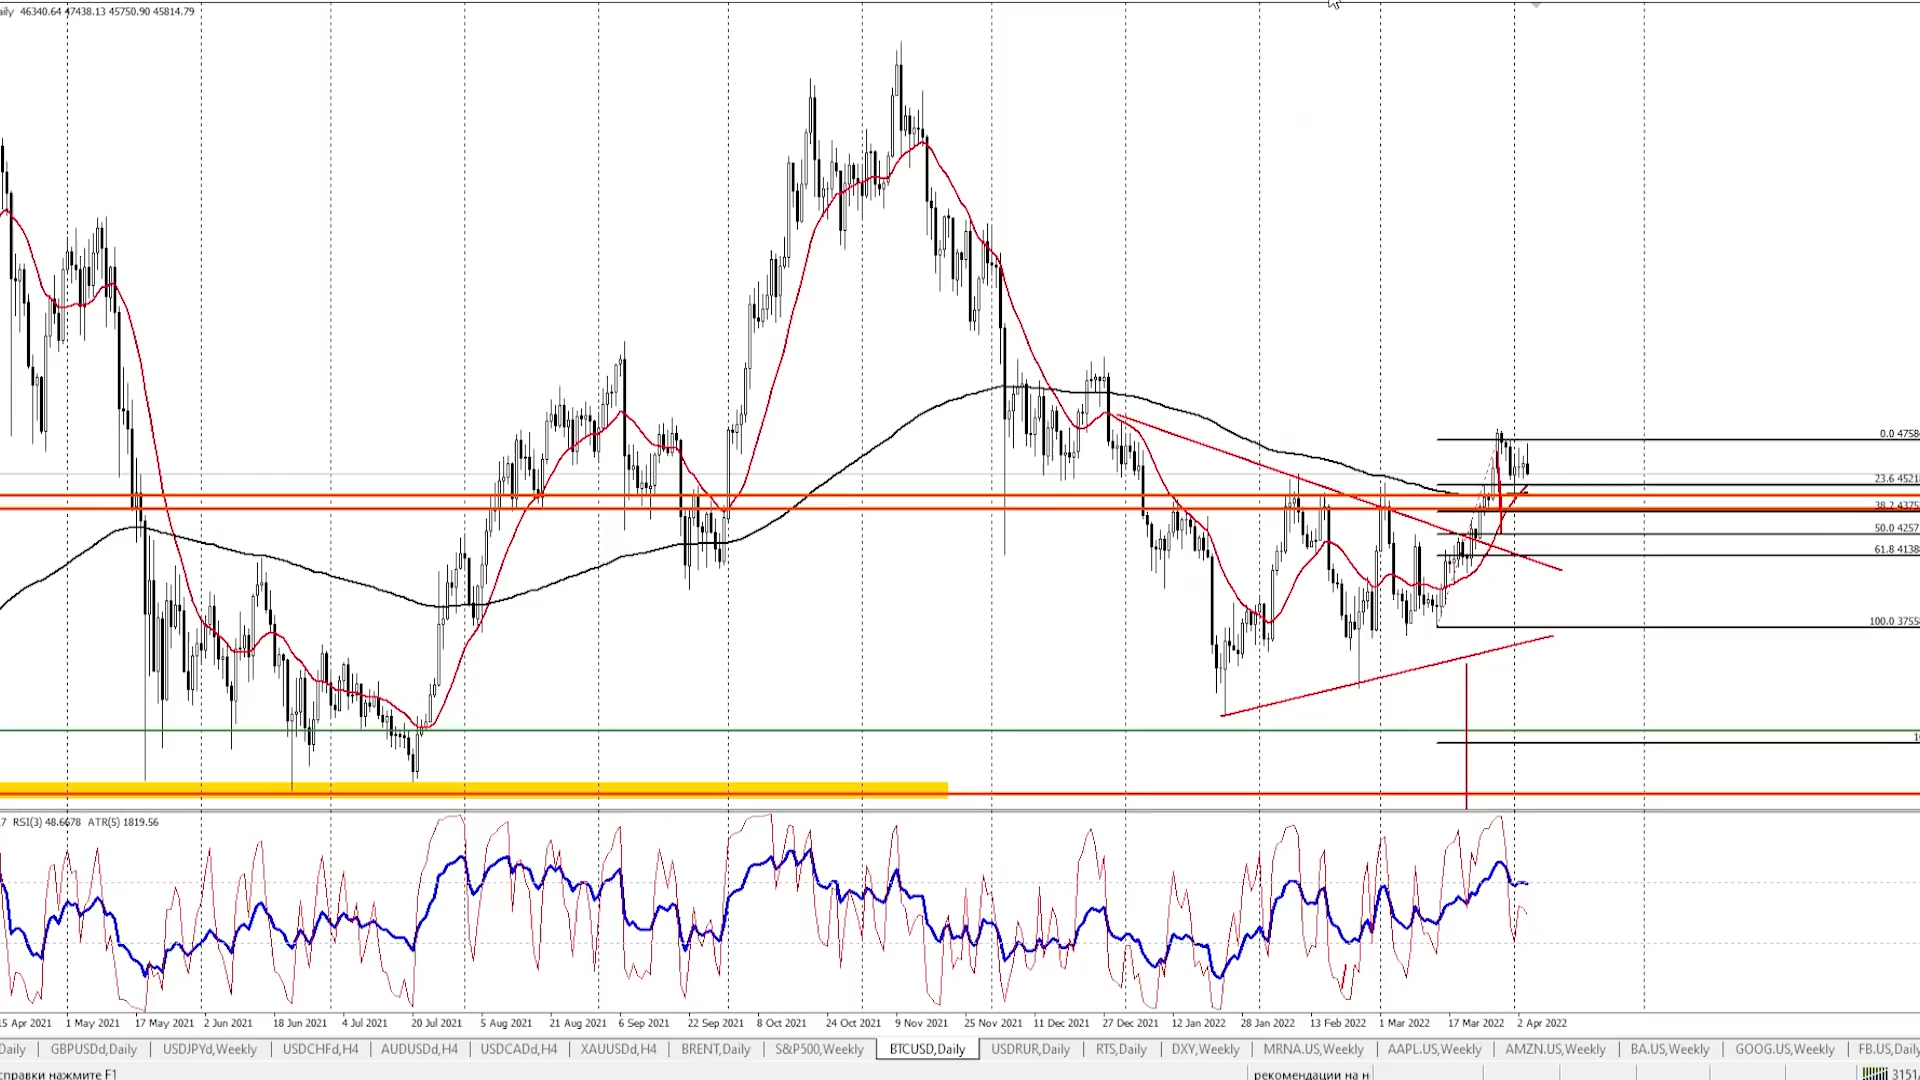 aily 46340.64 47438.13 45750.90 45814.79
0.0 4758
23.6 4521
38.2 4375
50.0 4257
61.8 4138
100.0 3755
1
7 RSI(3) 48.6678 ATR(5) 1819.56
15 Apr 2021 1 May 2021 17 May 2021 2 Jun 2021 18 Jun 2021 4 Jul 2021 20 Jul 2021 5 Aug 2021 21 Aug 2021 6 Sep 2021 22 Sep 2021 8 Oct 2021 24 Oct 2021 9 Nov 2021 25 Nov 2021 11 Dec 2021 27 Dec 2021 12 Jan 2022 28 Jan 2022 13 Feb 2022 1 Mar 2022 17 Mar 2022 2 Apr 2022
Daily GBPUSDd,Daily USDJPYd,Weekly USDCHFd,H4 AUDUSDd,H4 USDCADd,H4 XAUUSDd,H4 BRENT,Daily S&P500,Weekly BTCUSD,Daily USDRUR,Daily RTS,Daily DXY,Weekly MRNA.US,Weekly AAPL.US,Weekly AMZN.US,Weekly BA.US,Weekly GOOG.US,Weekly FB.US,Daily
справки нажмите F1 рекомендации на н 3151